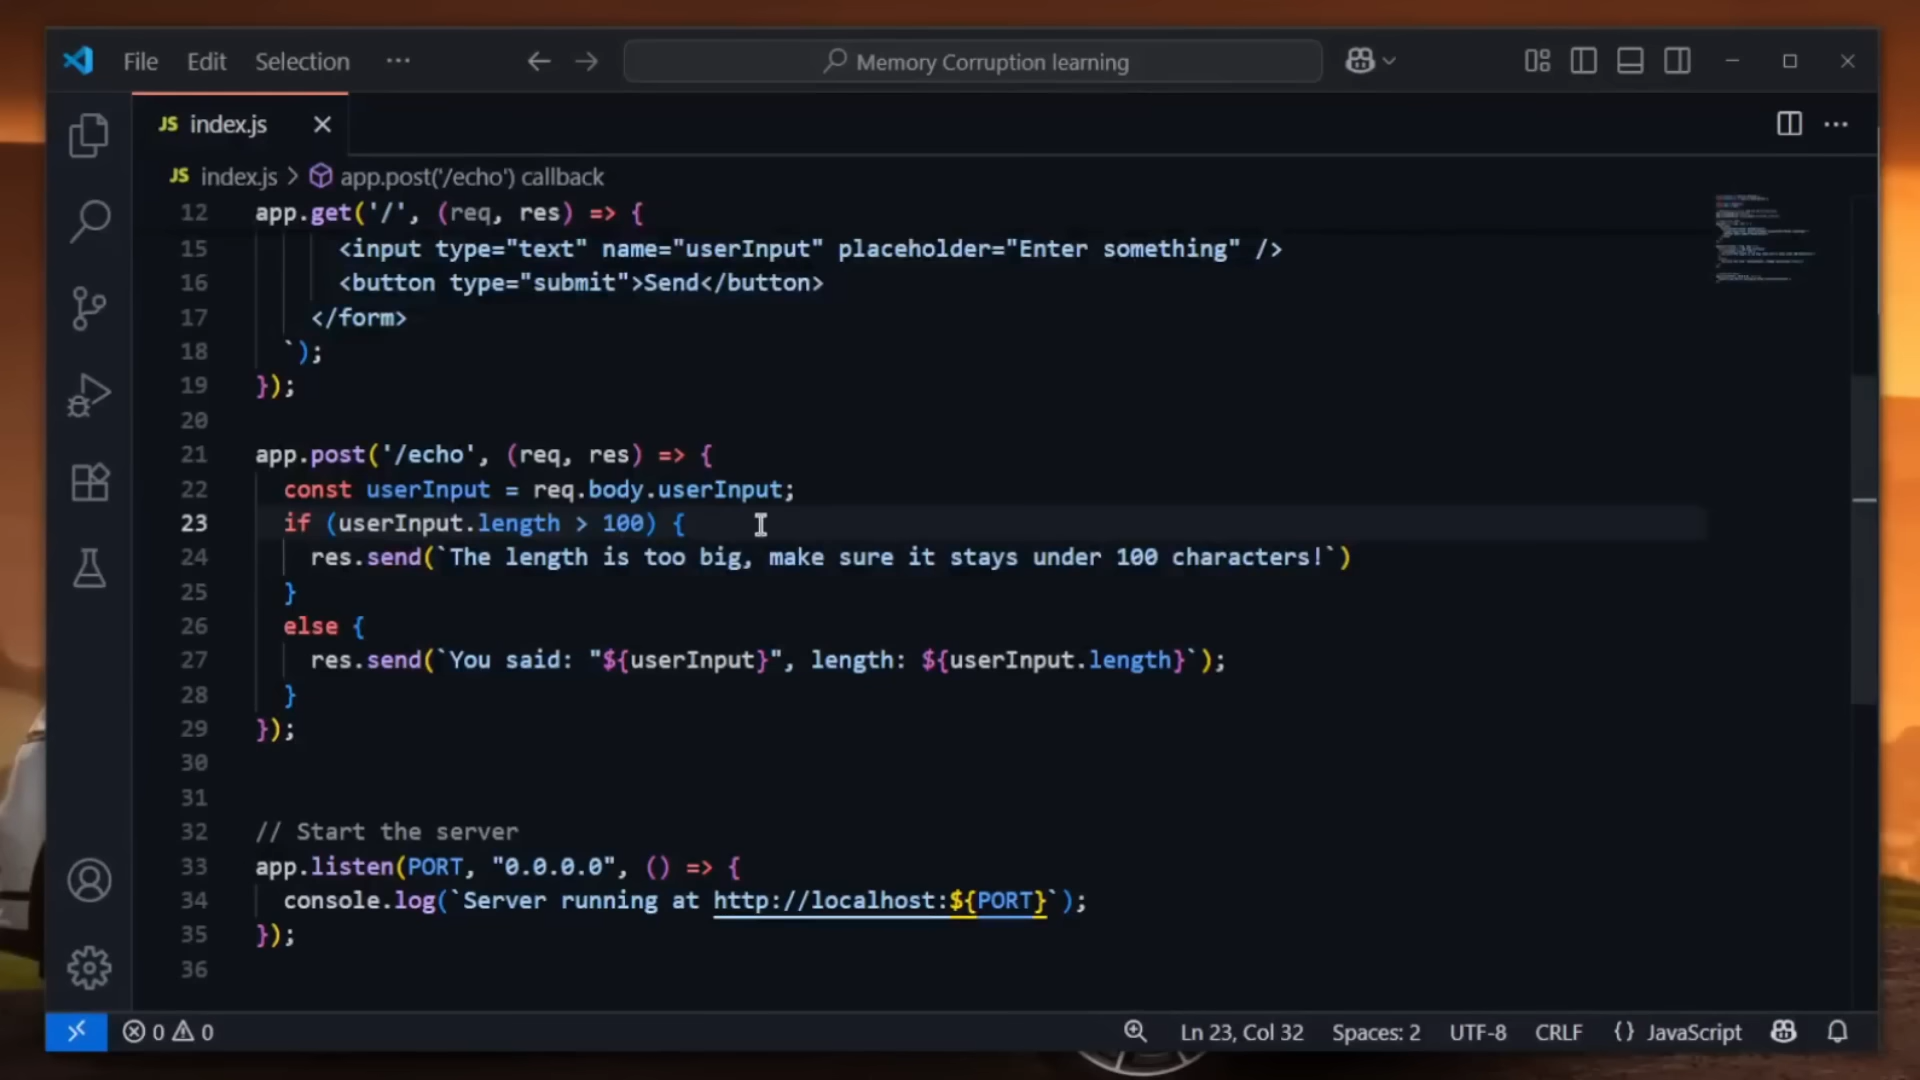 File Edit Selection ··· Memory Corruption learning
JS index.js
JS index.js > app.post('/echo') callback
12 app.get('/', (req, res) => {
15 <input type="text" name="userInput" placeholder="Enter something" />
16 <button type="submit">Send</button>
17 </form>
18 `);
19 });
20
21 app.post('/echo', (req, res) => {
22 const userInput = req.body.userInput;
23 if (userInput.length > 100) {
24 res.send(`The length is too big, make sure it stays under 100 characters!`)
25 }
26 else {
27 res.send(`You said: "${userInput}", length: ${userInput.length}`);
28 }
29 });
30
31
32 // Start the server
33 app.listen(PORT, "0.0.0.0", () => {
34 console.log(`Server running at http://localhost:${PORT}`);
35 });
36
0 0 Ln 23, Col 32 Spaces: 2 UTF-8 CRLF {} JavaScript